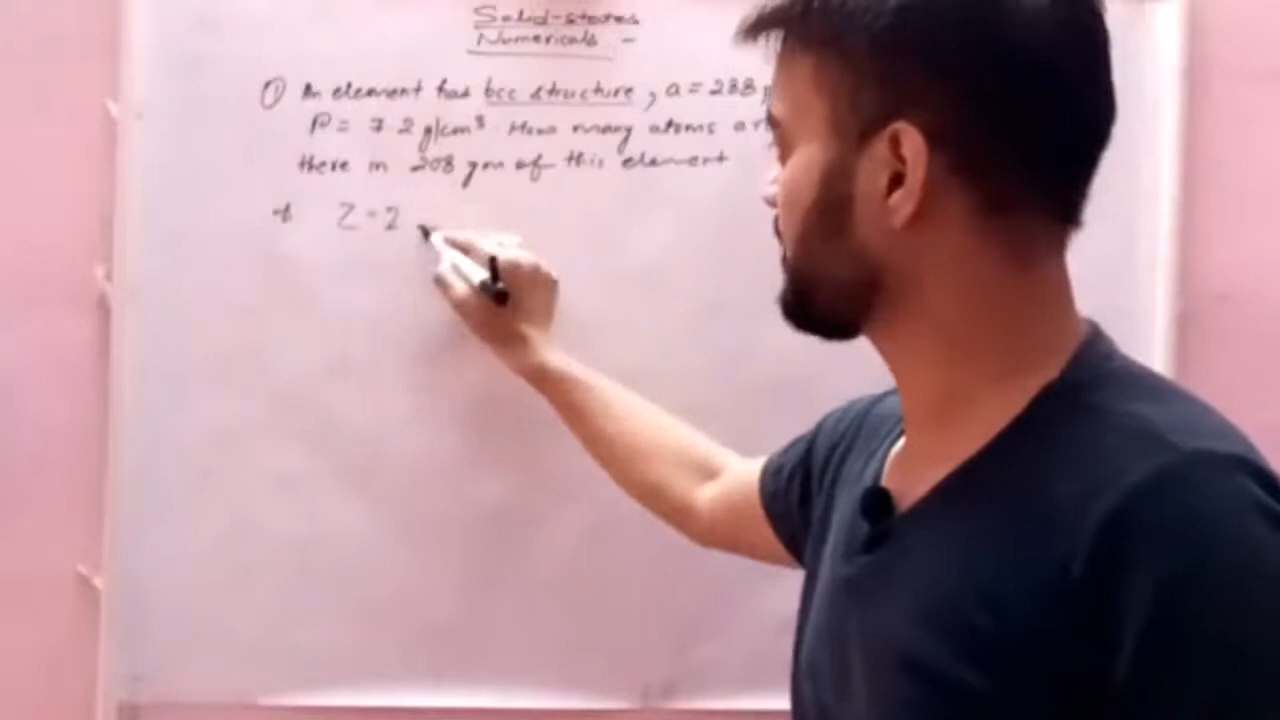 Solid-states
Numericals -
① An element has bcc structure, a = 288
ρ = 7.2 g/cm³. How many atoms
there in 208 gm of this element
Z = 2